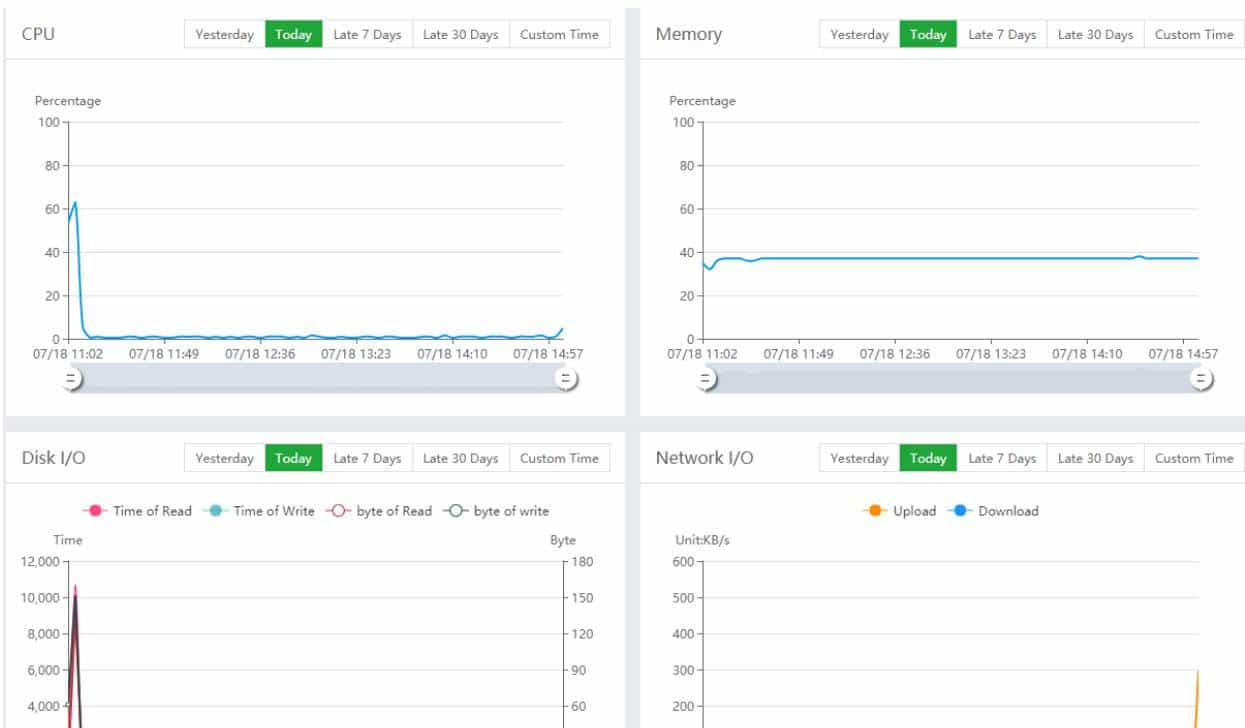 CPU Yesterday Today Late 7 Days Late 30 Days Custom Time
Percentage
100
80
60
40
20
0
07/18 11:02 07/18 11:49 07/18 12:36 07/18 13:23 07/18 14:10 07/18 14:57
Memory Yesterday Today Late 7 Days Late 30 Days Custom Time
Percentage
100
80
60
40
20
0
07/18 11:02 07/18 11:49 07/18 12:36 07/18 13:23 07/18 14:10 07/18 14:57
Disk I/O Yesterday Today Late 7 Days Late 30 Days Custom Time
Time of Read Time of Write byte of Read byte of write
Time Byte
12,000 180
10,000 150
8,000 120
6,000 90
4,000 60
Network I/O Yesterday Today Late 7 Days Late 30 Days Custom Time
Upload Download
Unit:KB/s
600
500
400
300
200